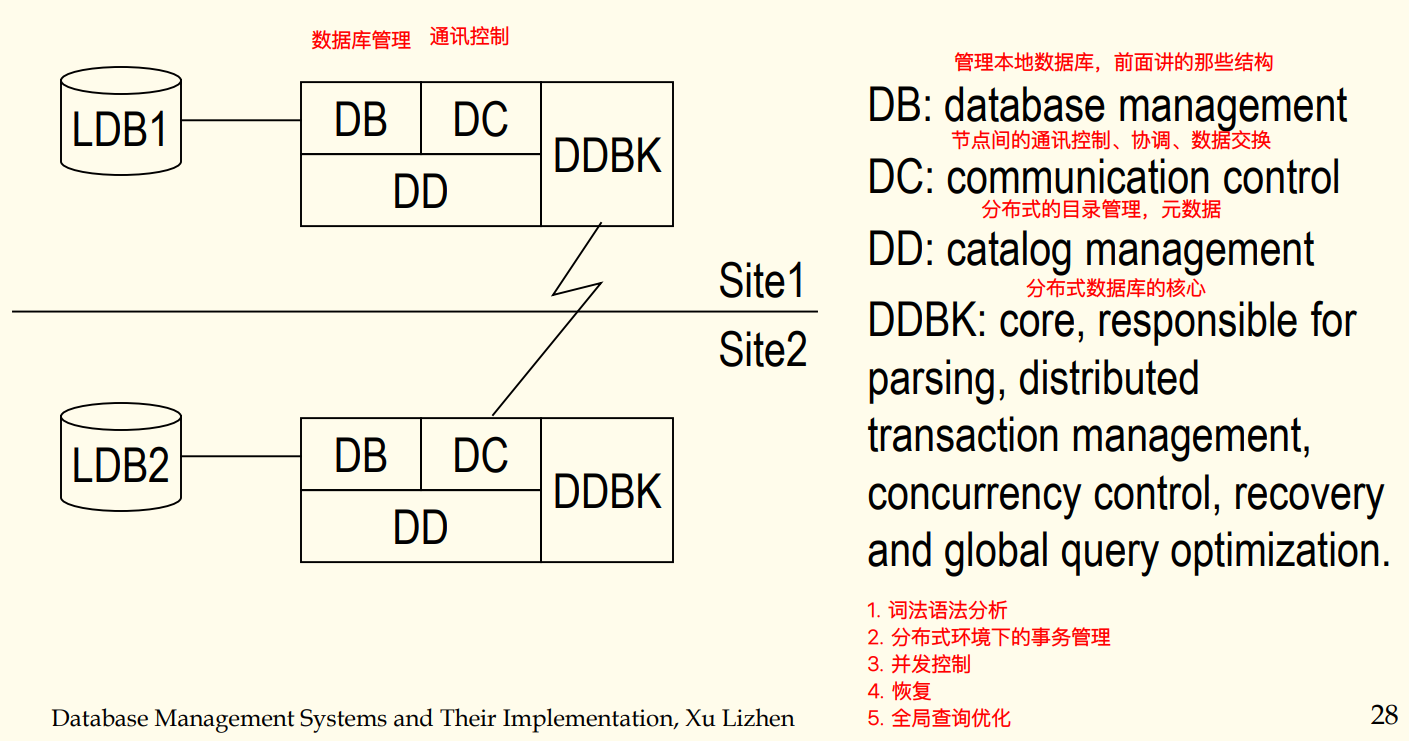 数据库管理 通讯控制
LDB1
DB
DC
DD
DDBK
Site1
Site2
LDB2
DB
DC
DD
DDBK
管理本地数据库，前面讲的那些结构
DB: database management
节点间的通讯控制、协调、数据交换
DC: communication control
分布式的目录管理，元数据
DD: catalog management
分布式数据库的核心
DDBK: core, responsible for
parsing, distributed
transaction management,
concurrency control, recovery
and global query optimization.
1. 词法语法分析
2. 分布式环境下的事务管理
3. 并发控制
4. 恢复
5. 全局查询优化
Database Management Systems and Their Implementation, Xu Lizhen
28